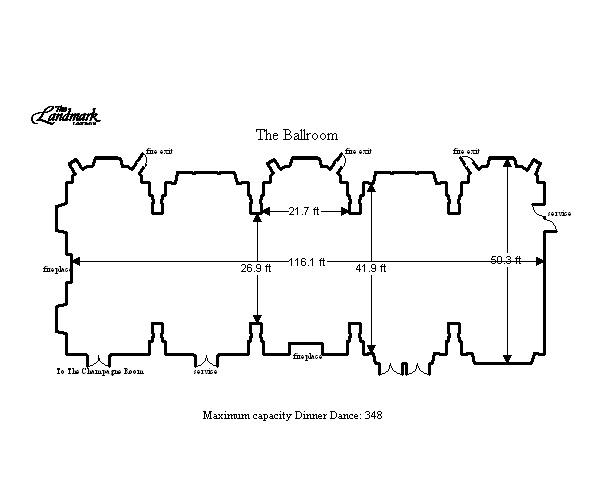 The
Landmark
LONDON
The Ballroom
fire exit
fire exit
fire exit
21.7 ft
service
fireplace
26.9 ft
116.1 ft
41.9 ft
50.3 ft
fireplace
To The Champagne Room
service
Maximum capacity Dinner Dance: 348